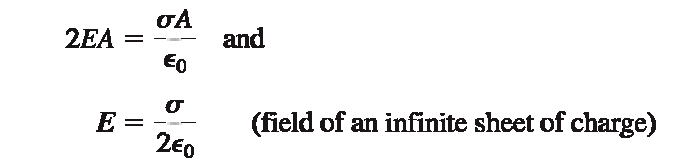 2EA = σA/ϵ₀ and
E = σ/2ϵ₀ (field of an infinite sheet of charge)